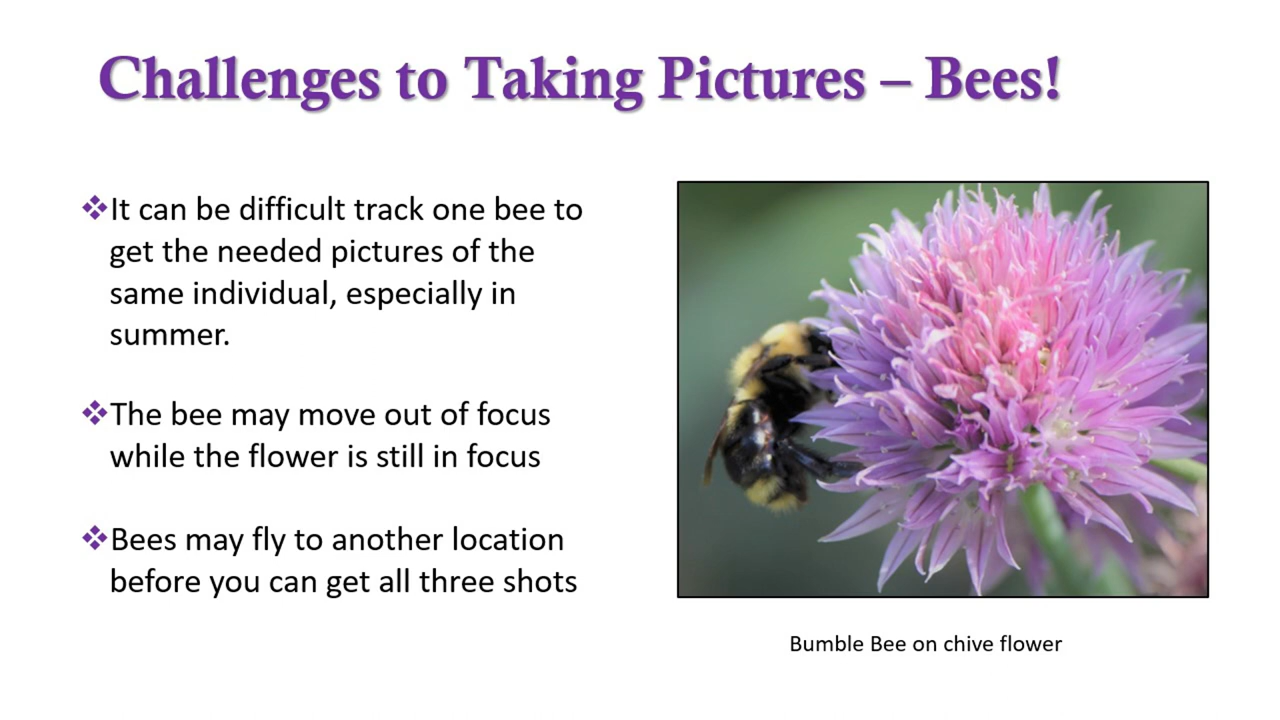 Challenges to Taking Pictures – Bees!
❖It can be difficult track one bee to
get the needed pictures of the
same individual, especially in
summer.
❖The bee may move out of focus
while the flower is still in focus
❖Bees may fly to another location
before you can get all three shots
Bumble Bee on chive flower